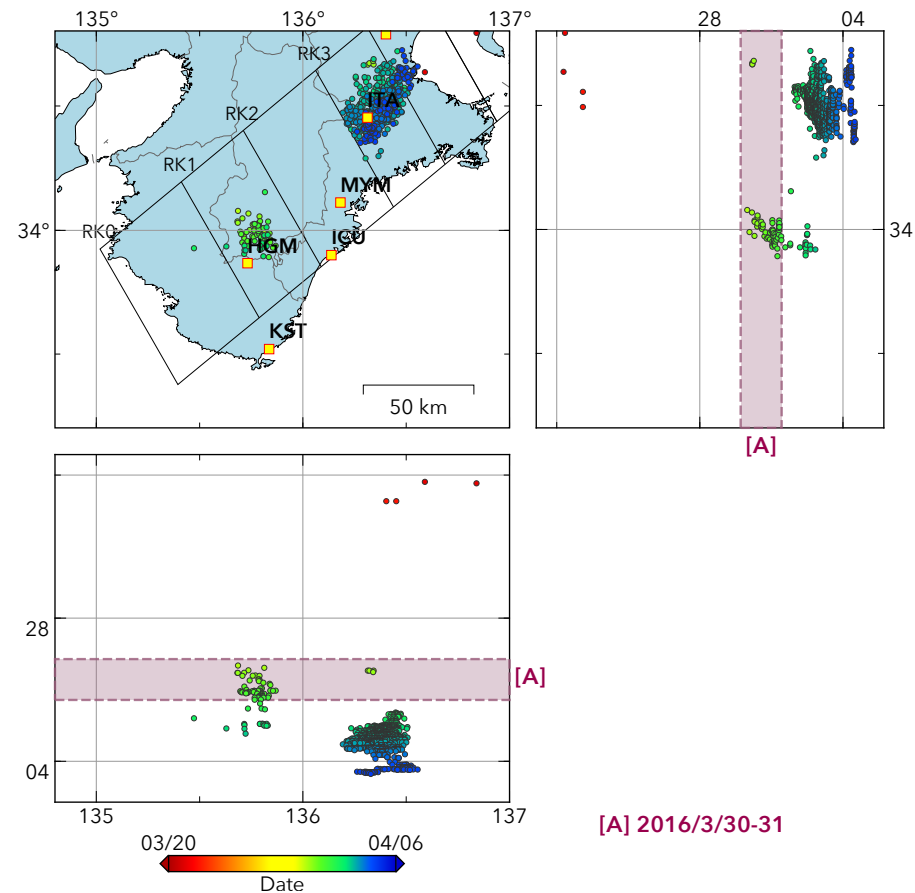 135° 136° 137°
28 04
RK3
ITA
RK2
RK1
MYM
34°
RK0
ICU
HGM
34
KST
50 km
[A]
28
[A]
04
135 136 137
[A] 2016/3/30-31
03/20 04/06
Date